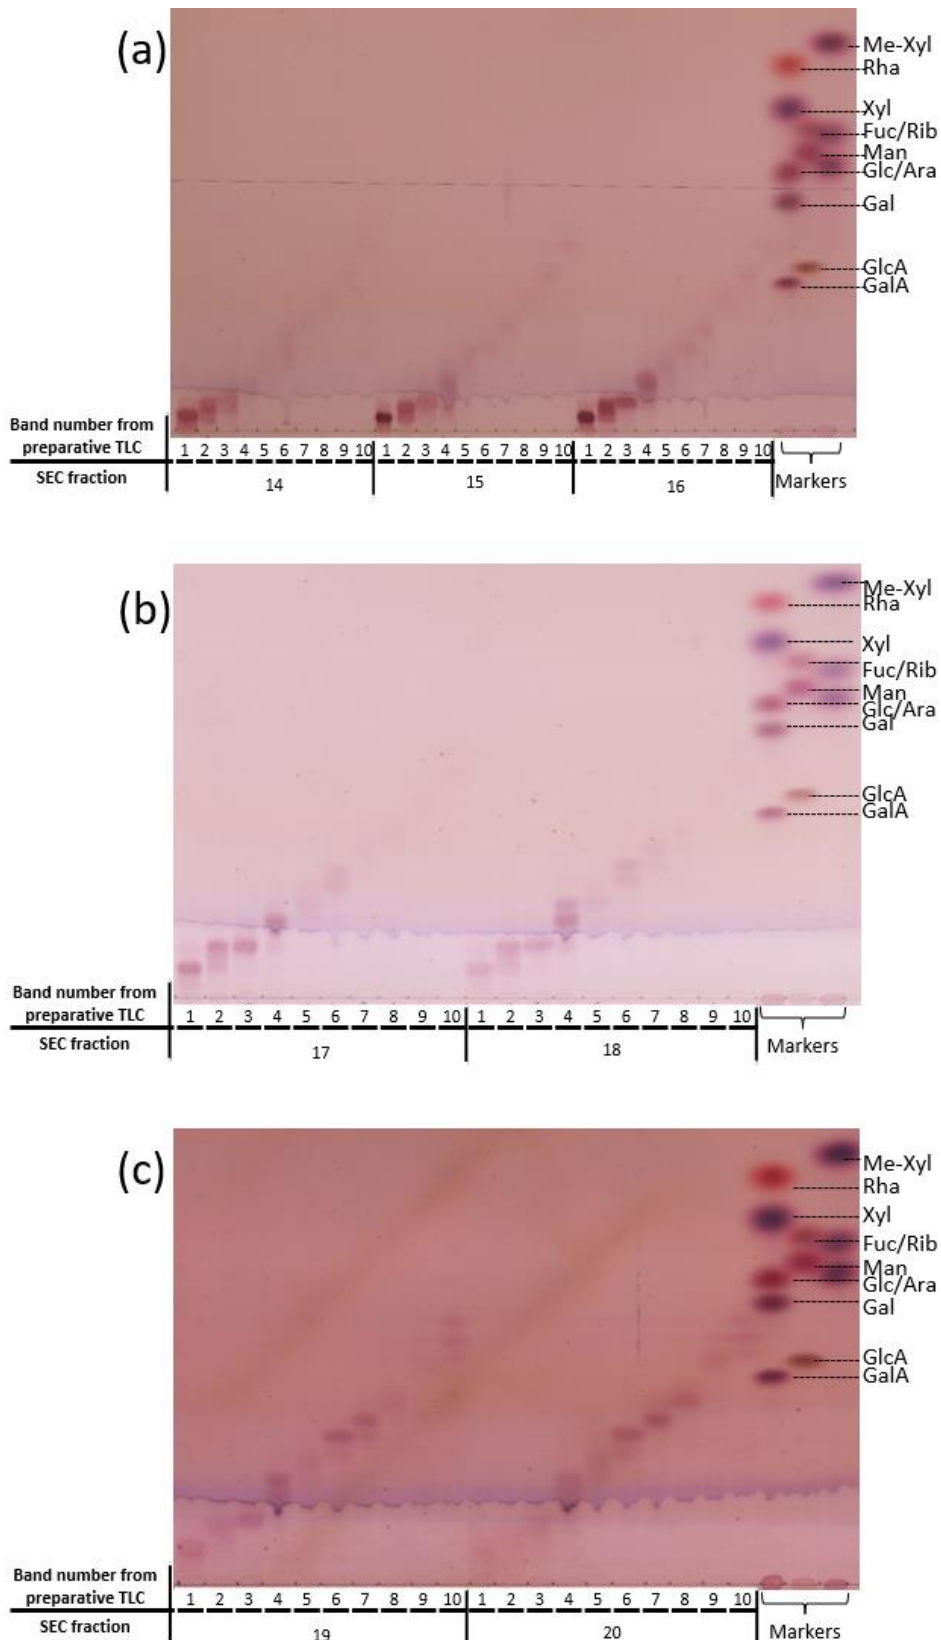 (a)
Me-Xyl
Rha
Xyl
Fuc/Rib
Man
Glc/Ara
Gal
GlcA
GalA
Band number from
preparative TLC
1 2 3 4 5 6 7 8 9 10 1 2 3 4 5 6 7 8 9 10 1 2 3 4 5 6 7 8 9 10
SEC fraction
14 15 16
Markers
(b)
Me-Xyl
Rha
Xyl
Fuc/Rib
Man
Glc/Ara
Gal
GlcA
GalA
Band number from
preparative TLC
1 2 3 4 5 6 7 8 9 10 1 2 3 4 5 6 7 8 9 10
SEC fraction
17 18
Markers
(c)
Me-Xyl
Rha
Xyl
Fuc/Rib
Man
Glc/Ara
Gal
GlcA
GalA
Band number from
preparative TLC
1 2 3 4 5 6 7 8 9 10 1 2 3 4 5 6 7 8 9 10
SEC fraction
19 20
Markers